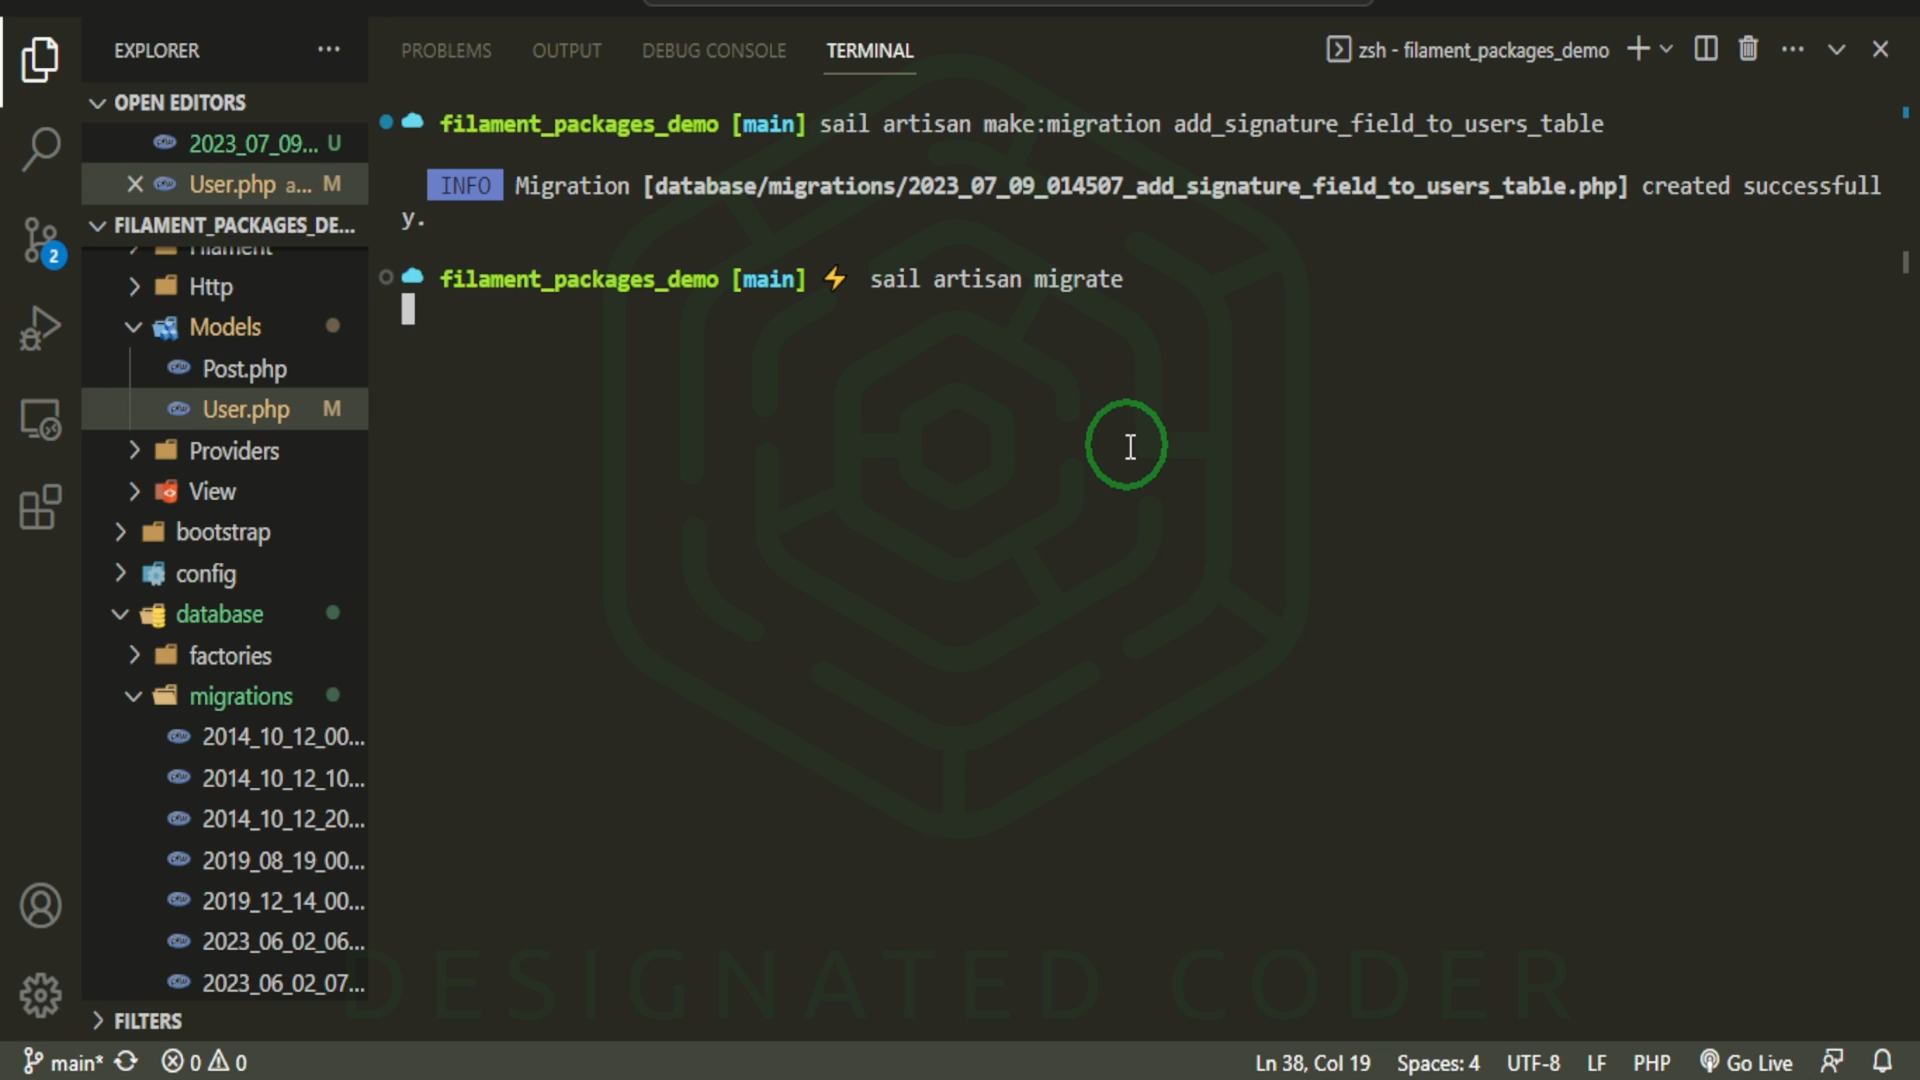 EXPLORER
OPEN EDITORS
2023_07_09... U
User.php a... M
FILAMENT_PACKAGES_DE...
Filament
Http
Models
Post.php
User.php M
Providers
View
bootstrap
config
database
factories
migrations
2014_10_12_00...
2014_10_12_10...
2014_10_12_20...
2019_08_19_00...
2019_12_14_00...
2023_06_02_06...
2023_06_02_07...
FILTERS
2
PROBLEMS OUTPUT DEBUG CONSOLE TERMINAL zsh - filament_packages_demo
filament_packages_demo [main] sail artisan make:migration add_signature_field_to_users_table
INFO Migration [database/migrations/2023_07_09_014507_add_signature_field_to_users_table.php] created successfull
y.
filament_packages_demo [main] ⚡ sail artisan migrate
DESIGNATED CODER
main* 0 0 Ln 38, Col 19 Spaces: 4 UTF-8 LF PHP Go Live